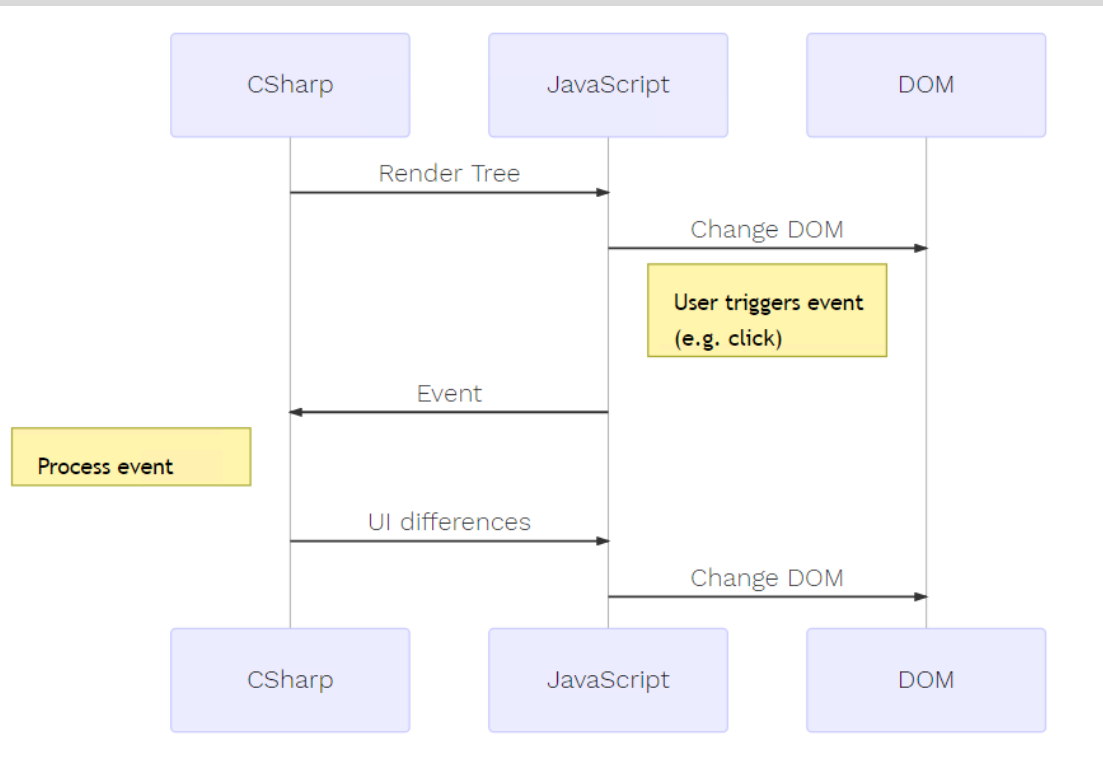 CSharp
JavaScript
DOM
Render Tree
Change DOM
User triggers event
(e.g. click)
Event
Process event
UI differences
Change DOM
CSharp
JavaScript
DOM